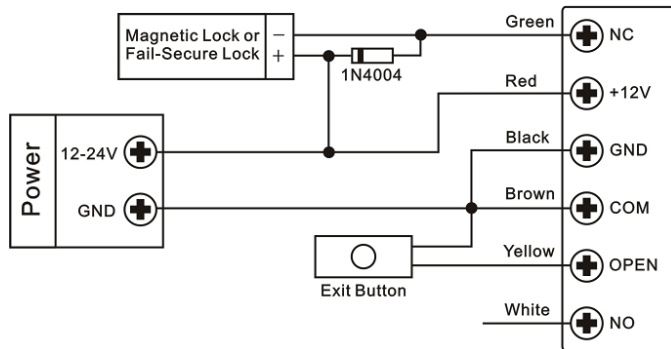 Magnetic Lock or
Fail-Secure Lock
−
+
1N4004
Green
NC
Red
+12V
Power
12-24V
GND
Black
GND
Brown
COM
Yellow
OPEN
Exit Button
White
NO